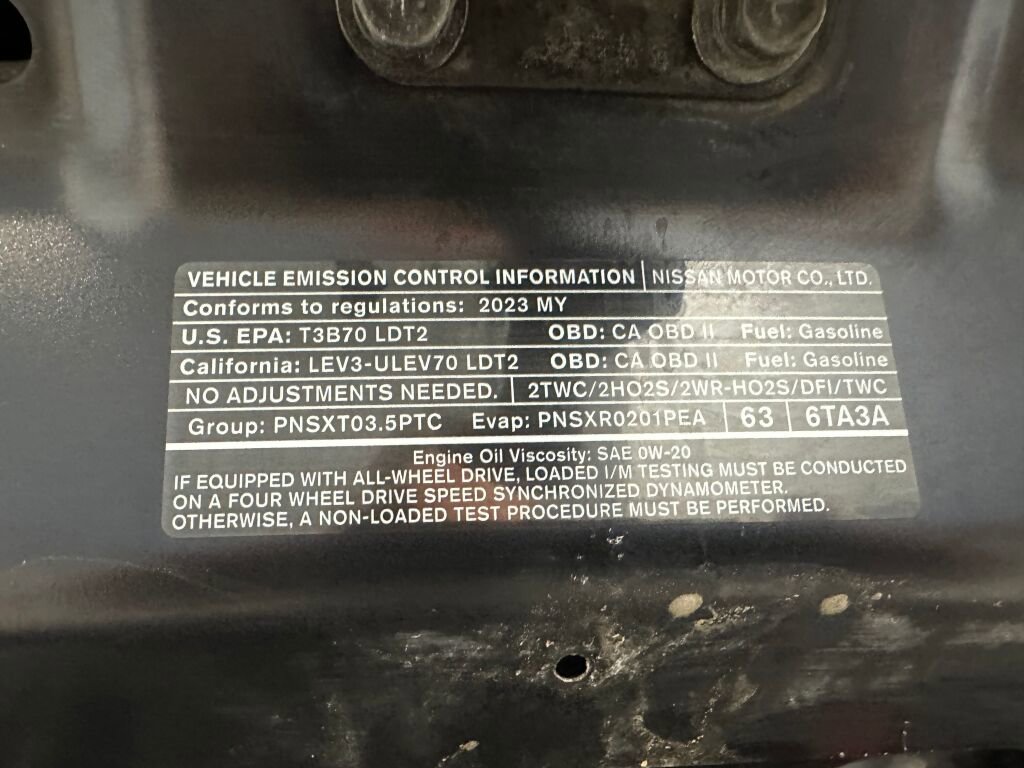 VEHICLE EMISSION CONTROL INFORMATION | NISSAN MOTOR CO., LTD.
Conforms to regulations: 2023 MY
U.S. EPA: T3B70 LDT2 OBD: CA OBD II Fuel: Gasoline
California: LEV3-ULEV70 LDT2 OBD: CA OBD II Fuel: Gasoline
NO ADJUSTMENTS NEEDED. | 2TWC/2HO2S/2WR-HO2S/DFI/TWC
Group: PNSXT03.5PTC Evap: PNSXR0201PEA | 63 | 6TA3A
Engine Oil Viscosity: SAE 0W-20
IF EQUIPPED WITH ALL-WHEEL DRIVE, LOADED I/M TESTING MUST BE CONDUCTED
ON A FOUR WHEEL DRIVE SPEED SYNCHRONIZED DYNAMOMETER.
OTHERWISE, A NON-LOADED TEST PROCEDURE MUST BE PERFORMED.